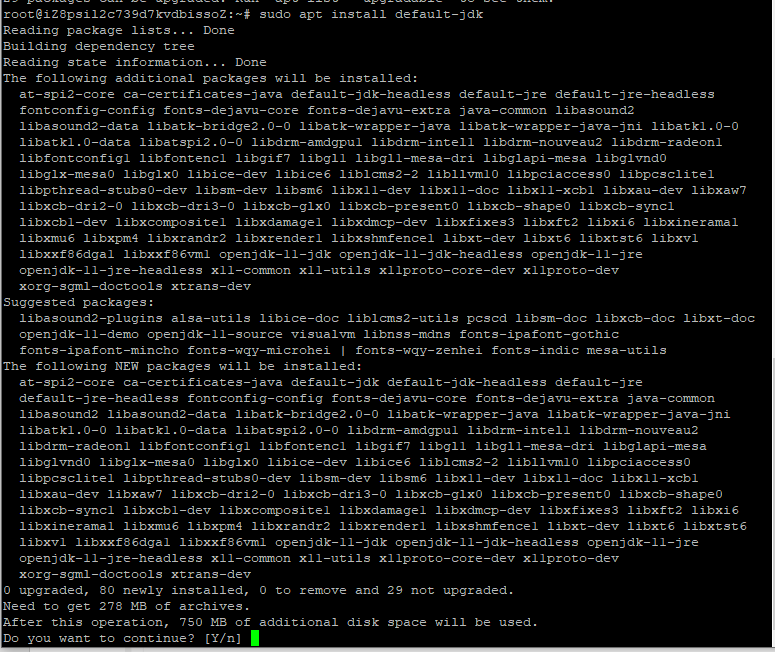 root@iZ8psil2c739d7kvdbissoZ:~# sudo apt install default-jdk
Reading package lists... Done
Building dependency tree
Reading state information... Done
The following additional packages will be installed:
at-spi2-core ca-certificates-java default-jdk-headless default-jre default-jre-headless
fontconfig-config fonts-dejavu-core fonts-dejavu-extra java-common libasound2
libasound2-data libatk-bridge2.0-0 libatk-wrapper-java libatk-wrapper-java-jni libatk1.0-0
libatk1.0-data libatspi2.0-0 libdrm-amdgpu1 libdrm-intel1 libdrm-nouveau2 libdrm-radeon1
libfontconfig1 libfontenc1 libgif7 libgl1 libgl1-mesa-dri libglapi-mesa libglvnd0
libglx-mesa0 libglx0 libice-dev libice6 liblcms2-2 libllvm10 libpciaccess0 libpcsclite1
libpthread-stubs0-dev libsm-dev libsm6 libx11-dev libx11-doc libx11-xcb1 libxau-dev libxaw7
libxcb-dri2-0 libxcb-dri3-0 libxcb-glx0 libxcb-present0 libxcb-shape0 libxcb-sync1
libxcb1-dev libxcomposite1 libxdamage1 libxdmcp-dev libxfixes3 libxft2 libxi6 libxinerama1
libxmu6 libxpm4 libxrandr2 libxrender1 libxshmfence1 libxt-dev libxt6 libxtst6 libxv1
libxxf86dga1 libxxf86vm1 openjdk-11-jdk openjdk-11-jdk-headless openjdk-11-jre
openjdk-11-jre-headless x11-common x11-utils x11proto-core-dev x11proto-dev
xorg-sgml-doctools xtrans-dev
Suggested packages:
libasound2-plugins alsa-utils libice-doc liblcms2-utils pcscd libsm-doc libxcb-doc libxt-doc
openjdk-11-demo openjdk-11-source visualvm libnss-mdns fonts-ipafont-gothic
fonts-ipafont-mincho fonts-wqy-microhei | fonts-wqy-zenhei fonts-indic mesa-utils
The following NEW packages will be installed:
at-spi2-core ca-certificates-java default-jdk default-jdk-headless default-jre
default-jre-headless fontconfig-config fonts-dejavu-core fonts-dejavu-extra java-common
libasound2 libasound2-data libatk-bridge2.0-0 libatk-wrapper-java libatk-wrapper-java-jni
libatk1.0-0 libatk1.0-data libatspi2.0-0 libdrm-amdgpu1 libdrm-intel1 libdrm-nouveau2
libdrm-radeon1 libfontconfig1 libfontenc1 libgif7 libgl1 libgl1-mesa-dri libglapi-mesa
libglvnd0 libglx-mesa0 libglx0 libice-dev libice6 liblcms2-2 libllvm10 libpciaccess0
libpcsclite1 libpthread-stubs0-dev libsm-dev libsm6 libx11-dev libx11-doc libx11-xcb1
libxau-dev libxaw7 libxcb-dri2-0 libxcb-dri3-0 libxcb-glx0 libxcb-present0 libxcb-shape0
libxcb-sync1 libxcb1-dev libxcomposite1 libxdamage1 libxdmcp-dev libxfixes3 libxft2 libxi6
libxinerama1 libxmu6 libxpm4 libxrandr2 libxrender1 libxshmfence1 libxt-dev libxt6 libxtst6
libxv1 libxxf86dga1 libxxf86vm1 openjdk-11-jdk openjdk-11-jdk-headless openjdk-11-jre
openjdk-11-jre-headless x11-common x11-utils x11proto-core-dev x11proto-dev
xorg-sgml-doctools xtrans-dev
0 upgraded, 80 newly installed, 0 to remove and 29 not upgraded.
Need to get 278 MB of archives.
After this operation, 750 MB of additional disk space will be used.
Do you want to continue? [Y/n]